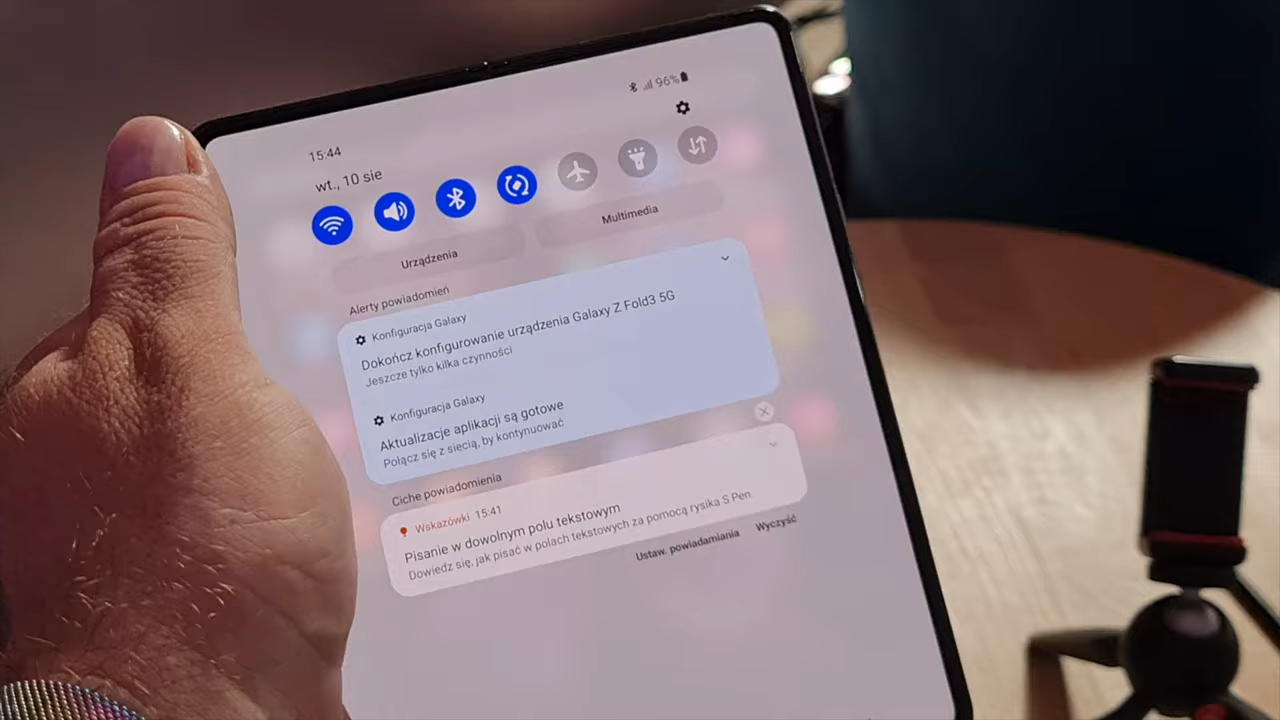 96%
15:44
wt., 10 sie
Urządzenia
Multimedia
Alerty powiadomień
Konfiguracja Galaxy
Dokończ konfigurowanie urządzenia Galaxy Z Fold3 5G
Jeszcze tylko kilka czynności
Konfiguracja Galaxy
Aktualizacje aplikacji są gotowe
Połącz się z siecią, by kontynuować
Ciche powiadomienia
Wskazówki 15:41
Pisanie w dowolnym polu tekstowym
Dowiedz się, jak pisać w polach tekstowych za pomocą rysika S Pen.
Ustaw. powiadamiania
Wyczyść